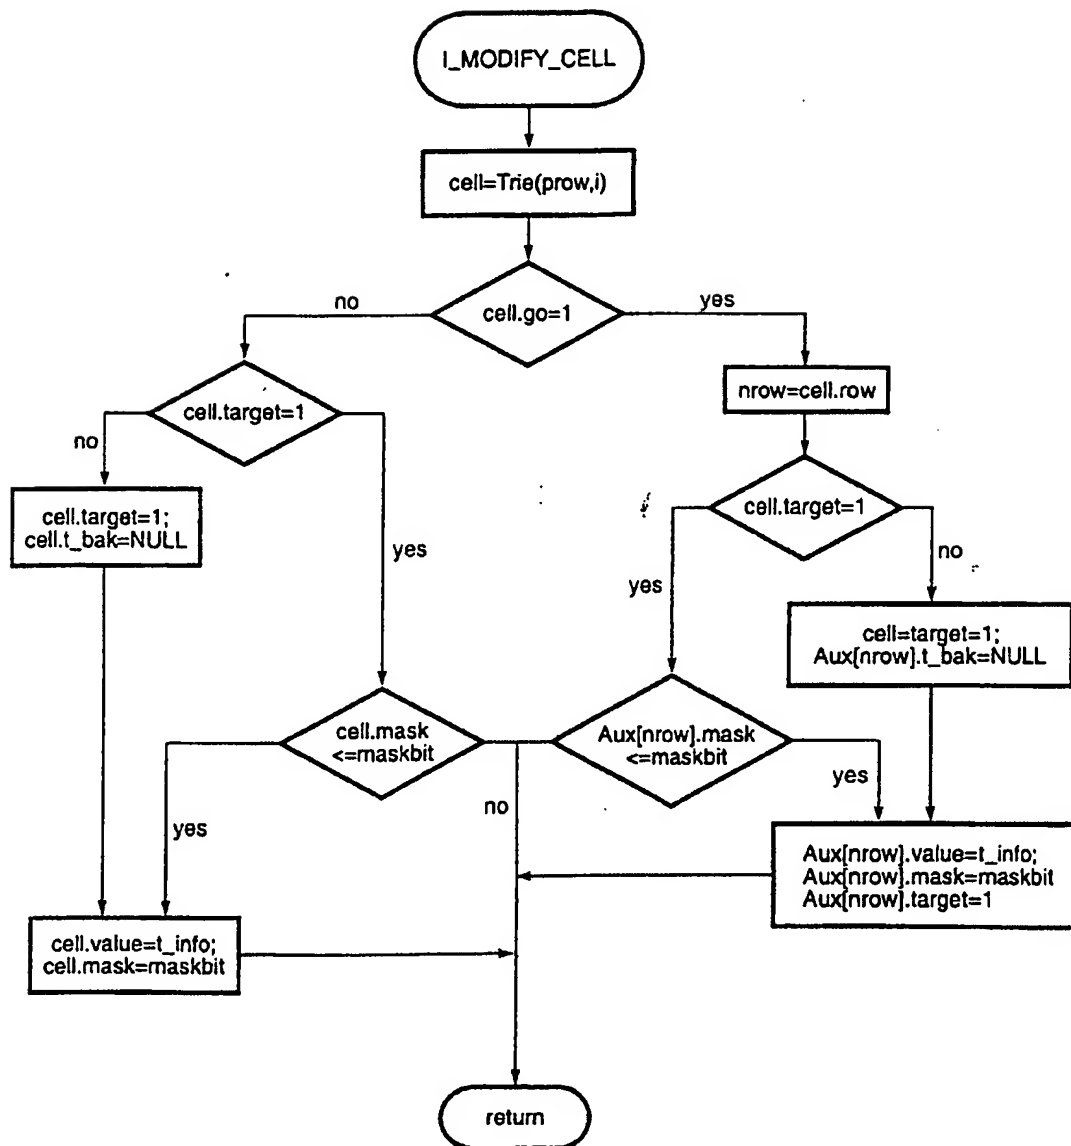 I_MODIFY_CELL
cell=Trie(prow,i)
cell.go=1
no
yes
cell.target=1
nrow=cell.row
no
yes
cell.target=1;
cell.t_bak=NULL
cell.target=1
yes
no
cell=target=1;
Aux[nrow].t_bak=NULL
cell.mask
<=maskbit
Aux[nrow].mask
<=maskbit
yes
no
yes
Aux[nrow].value=t_info;
Aux[nrow].mask=maskbit
Aux[nrow].target=1
cell.value=t_info;
cell.mask=maskbit
return